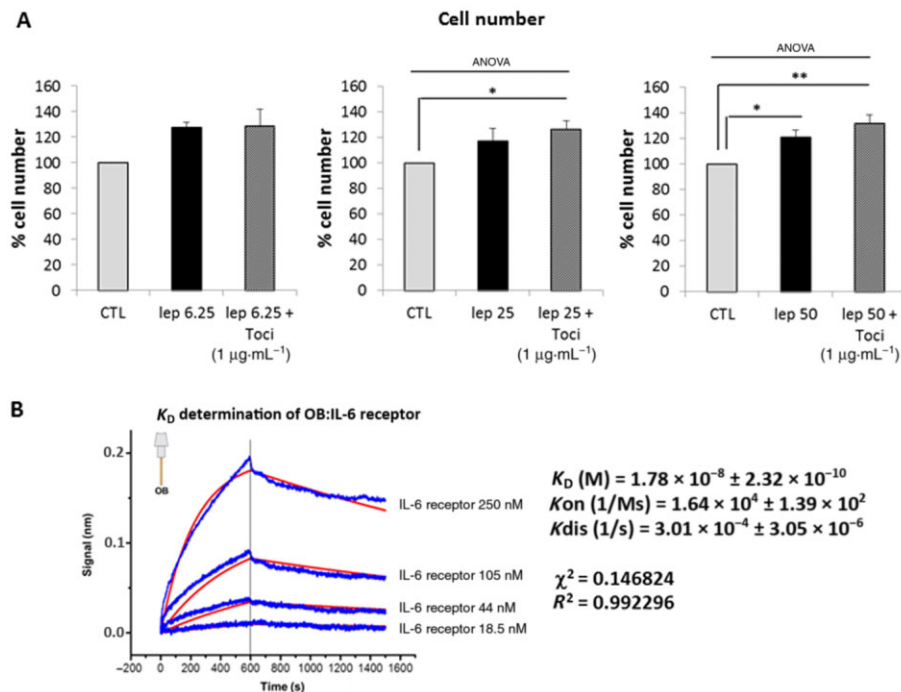 A
Cell number
% cell number
160
140
120
100
80
60
40
20
0
CTL
lep 6.25
lep 6.25 +
Toci
(1 μg·mL⁻¹)
ANOVA
*
% cell number
160
140
120
100
80
60
40
20
0
CTL
lep 25
lep 25 +
Toci
(1 μg·mL⁻¹)
ANOVA
**
*
% cell number
160
140
120
100
80
60
40
20
0
CTL
lep 50
lep 50 +
Toci
(1 μg·mL⁻¹)
B
K_D determination of OB:IL-6 receptor
OB
Signal (nm)
0.2
0.1
0.0
−200 0 200 400 600 800 1000 1200 1400 1600
Time (s)
IL-6 receptor 250 nM
IL-6 receptor 105 nM
IL-6 receptor 44 nM
IL-6 receptor 18.5 nM
K_D (M) = 1.78 × 10⁻⁸ ± 2.32 × 10⁻¹⁰
Kon (1/Ms) = 1.64 × 10⁴ ± 1.39 × 10²
Kdis (1/s) = 3.01 × 10⁻⁴ ± 3.05 × 10⁻⁶
χ² = 0.146824
R² = 0.992296